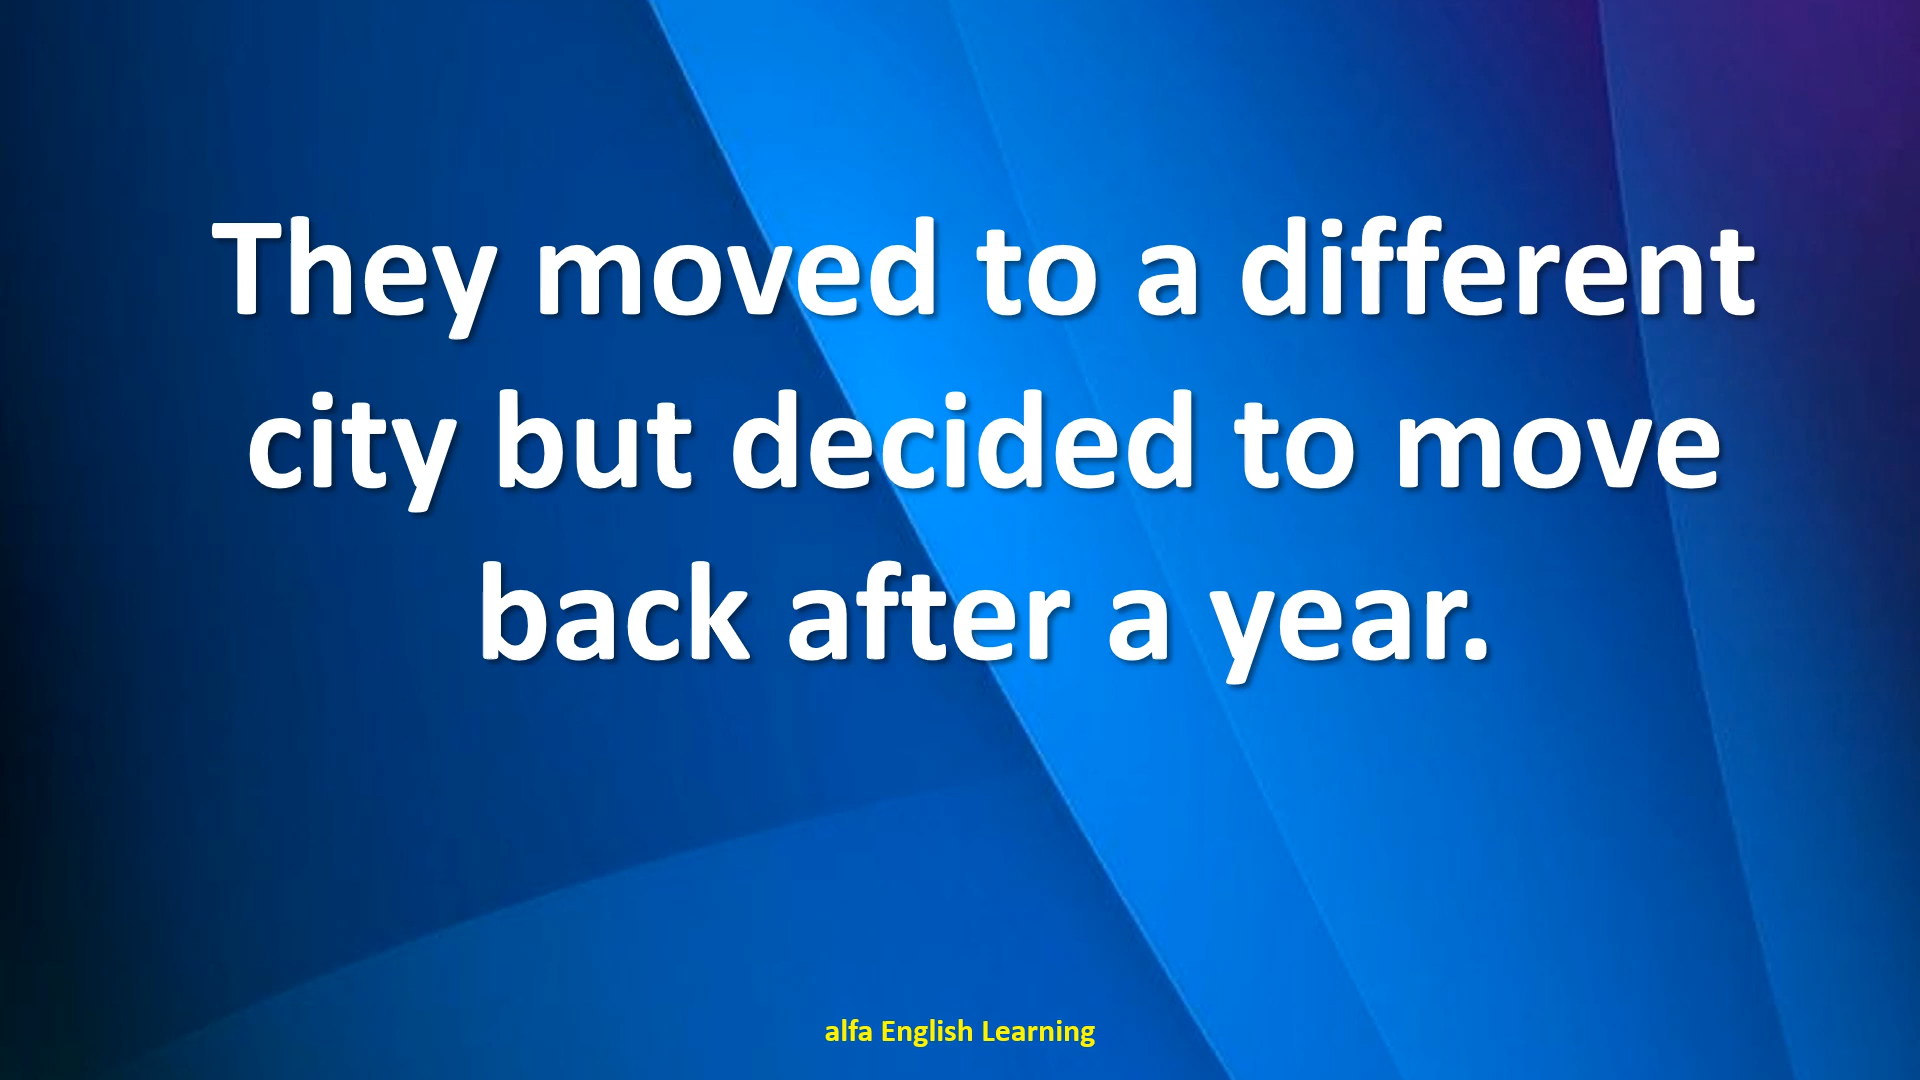 They moved to a different
city but decided to move
back after a year.
alfa English Learning